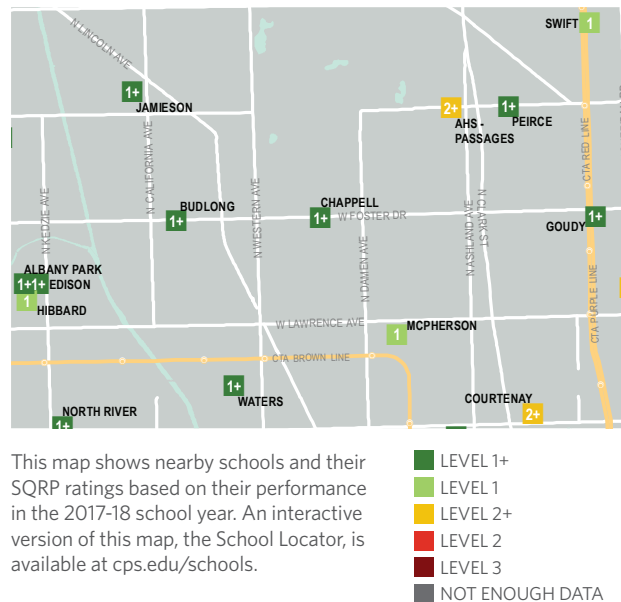 SWIFT 1
N LINCOLN AVE
1+
JAMIESON
2+
AHS -
PASSAGES
1+
PEIRCE
CTA RED LINE
N KEDZIE AVE
N CALIFORNIA AVE
BUDLONG
1+
N WESTERN AVE
CHAPPELL
1+
W FOSTER DR
N DAMEN AVE
N ASHLAND AVE
N CLARK ST
GOUDY
1+
ALBANY PARK
1+ 1+ EDISON
1
HIBBARD
W LAWRENCE AVE
1
MCPHERSON
CTA PURPLE LINE
CTA BROWN LINE
1+
WATERS
COURTENAY
2+
NORTH RIVER
1+
This map shows nearby schools and their
SQRP ratings based on their performance
in the 2017-18 school year. An interactive
version of this map, the School Locator, is
available at cps.edu/schools.
LEVEL 1+
LEVEL 1
LEVEL 2+
LEVEL 2
LEVEL 3
NOT ENOUGH DATA